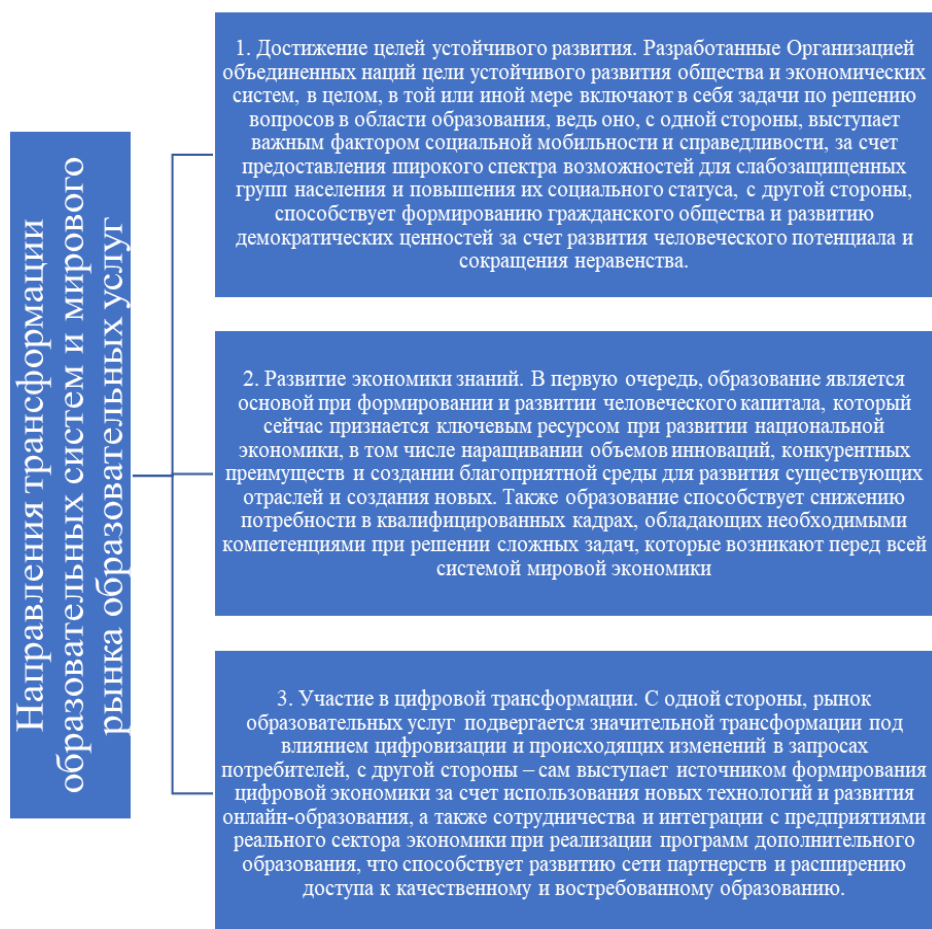 Направления трансформации
образовательных систем и мирового
рынка образовательных услуг
1. Достижение целей устойчивого развития. Разработанные Организацией
объединенных наций цели устойчивого развития общества и экономических
систем, в целом, в той или иной мере включают в себя задачи по решению
вопросов в области образования, ведь оно, с одной стороны, выступает
важным фактором социальной мобильности и справедливости, за счет
предоставления широкого спектра возможностей для слабозащищенных
групп населения и повышения их социального статуса, с другой стороны,
способствует формированию гражданского общества и развитию
демократических ценностей за счет развития человеческого потенциала и
сокращения неравенства.
2. Развитие экономики знаний. В первую очередь, образование является
основой при формировании и развитии человеческого капитала, который
сейчас признается ключевым ресурсом при развитии национальной
экономики, в том числе наращивании объемов инноваций, конкурентных
преимуществ и создании благоприятной среды для развития существующих
отраслей и создания новых. Также образование способствует снижению
потребности в квалифицированных кадрах, обладающих необходимыми
компетенциями при решении сложных задач, которые возникают перед всей
системой мировой экономики
3. Участие в цифровой трансформации. С одной стороны, рынок
образовательных услуг подвергается значительной трансформации под
влиянием цифровизации и происходящих изменений в запросах
потребителей, с другой стороны – сам выступает источником формирования
цифровой экономики за счет использования новых технологий и развития
онлайн-образования, а также сотрудничества и интеграции с предприятиями
реального сектора экономики при реализации программ дополнительного
образования, что способствует развитию сети партнерств и расширению
доступа к качественному и востребованному образованию.